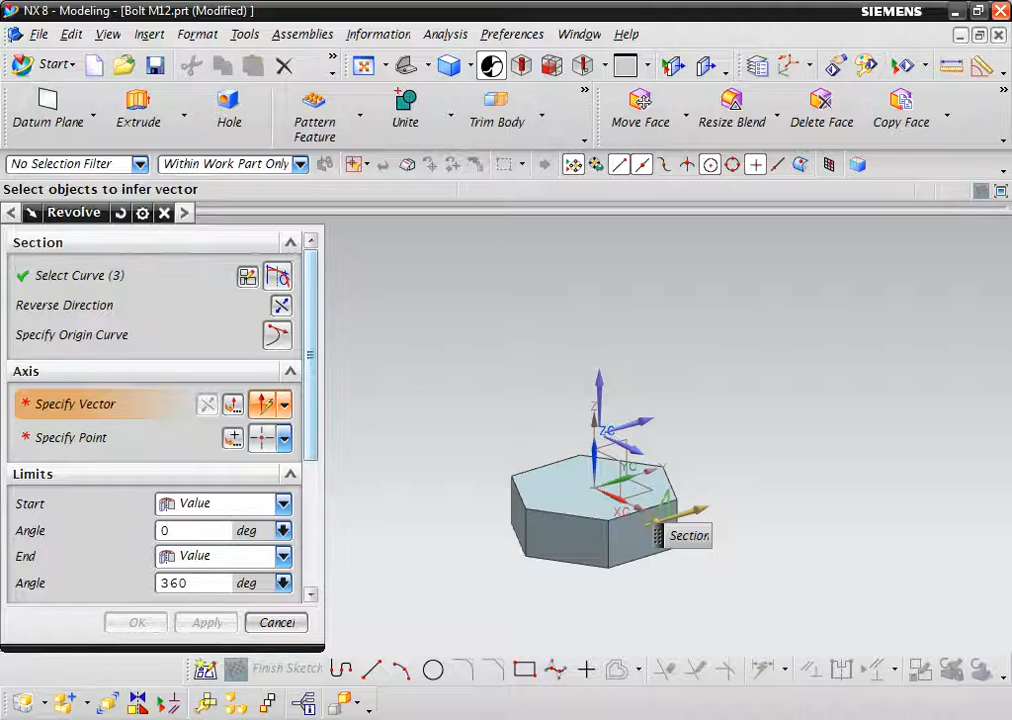 NX 8 - Modeling - [Bolt M12.prt (Modified) ]
SIEMENS
File Edit View Insert Format Tools Assemblies Information Analysis Preferences Window Help
Start
Datum Plane Extrude Hole Pattern Feature Unite Trim Body Move Face Resize Blend Delete Face Copy Face
No Selection Filter Within Work Part Only
Select objects to infer vector
Revolve
Section
Select Curve (3)
Reverse Direction
Specify Origin Curve
Axis
* Specify Vector
* Specify Point
Limits
Start Value
Angle 0 deg
End Value
Angle 360 deg
OK Apply Cancel
Z
ZC
YC
Y
XC
Section
Finish Sketch